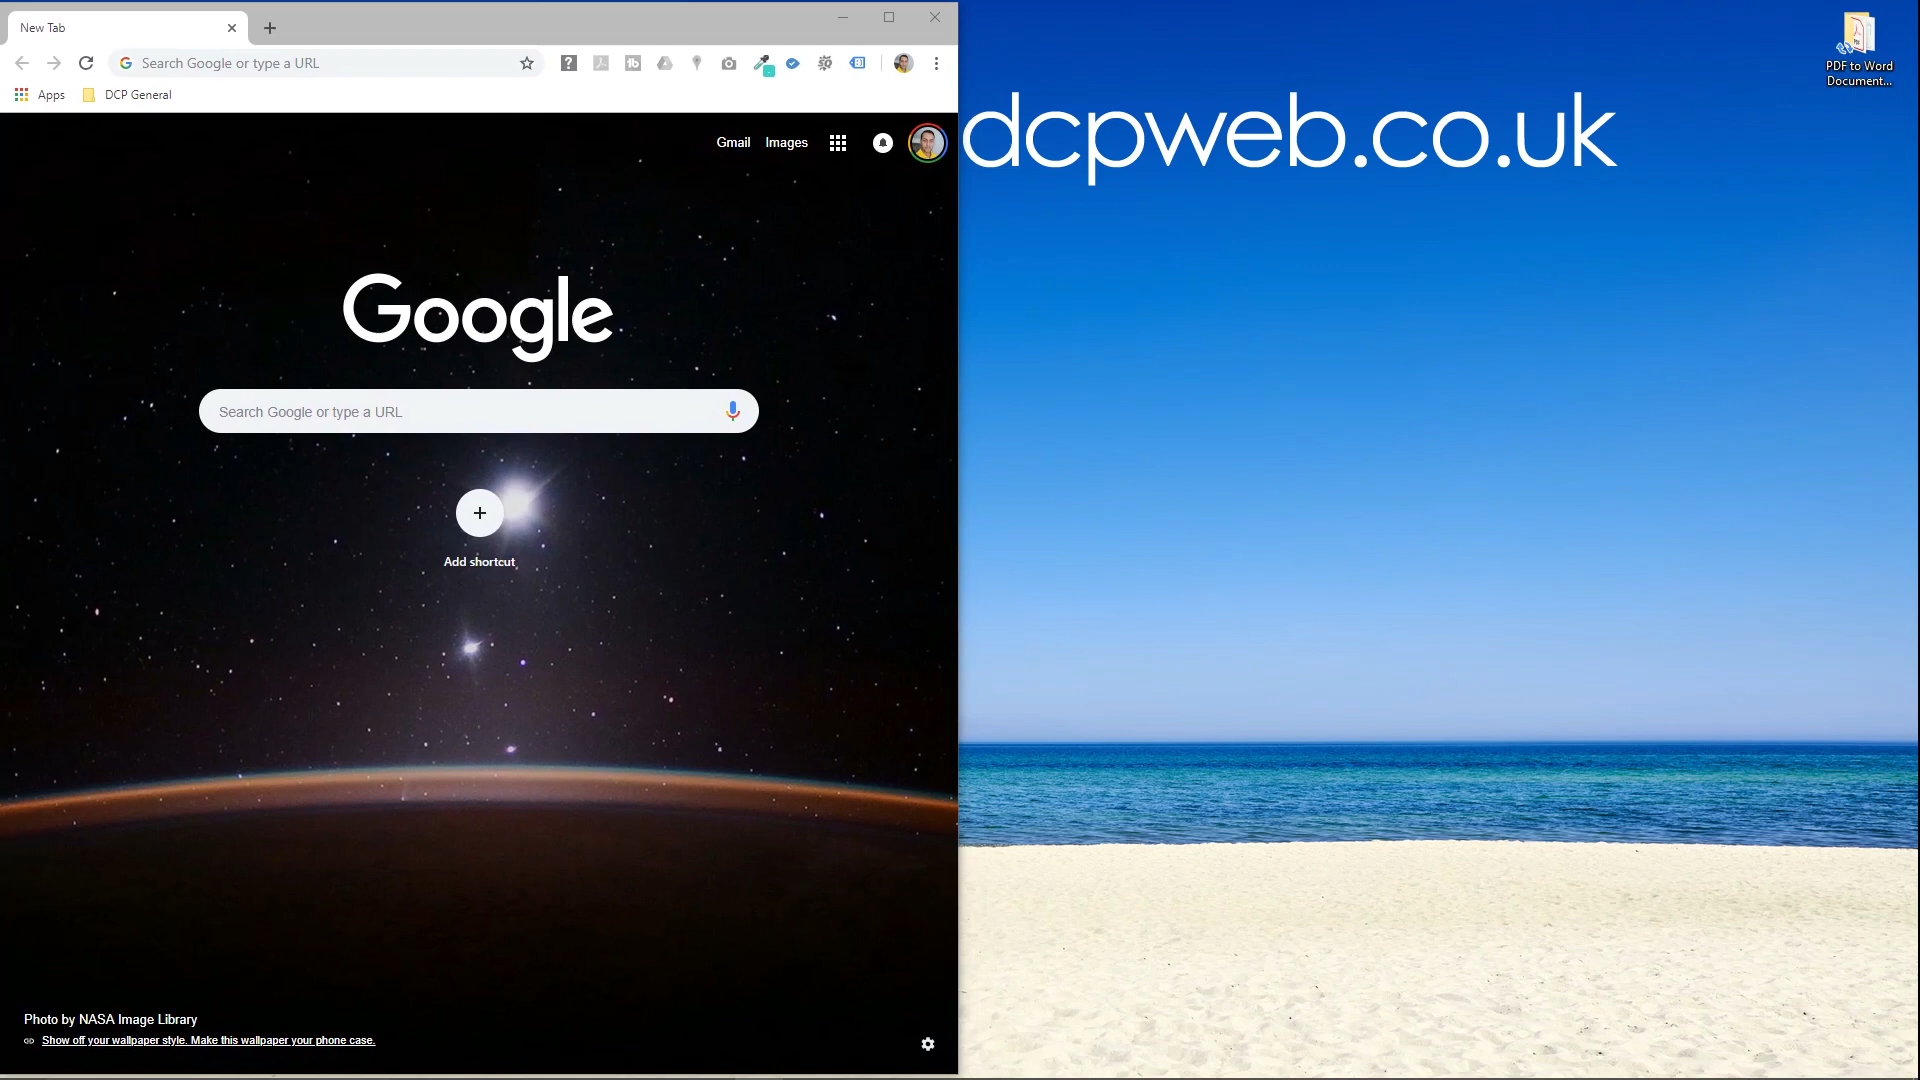 New Tab
Search Google or type a URL
Apps
DCP General
Gmail
Images
Google
Search Google or type a URL
Add shortcut
Photo by NASA Image Library
Show off your wallpaper style. Make this wallpaper your phone case.
dcpweb.co.uk
PDF to Word
Document...